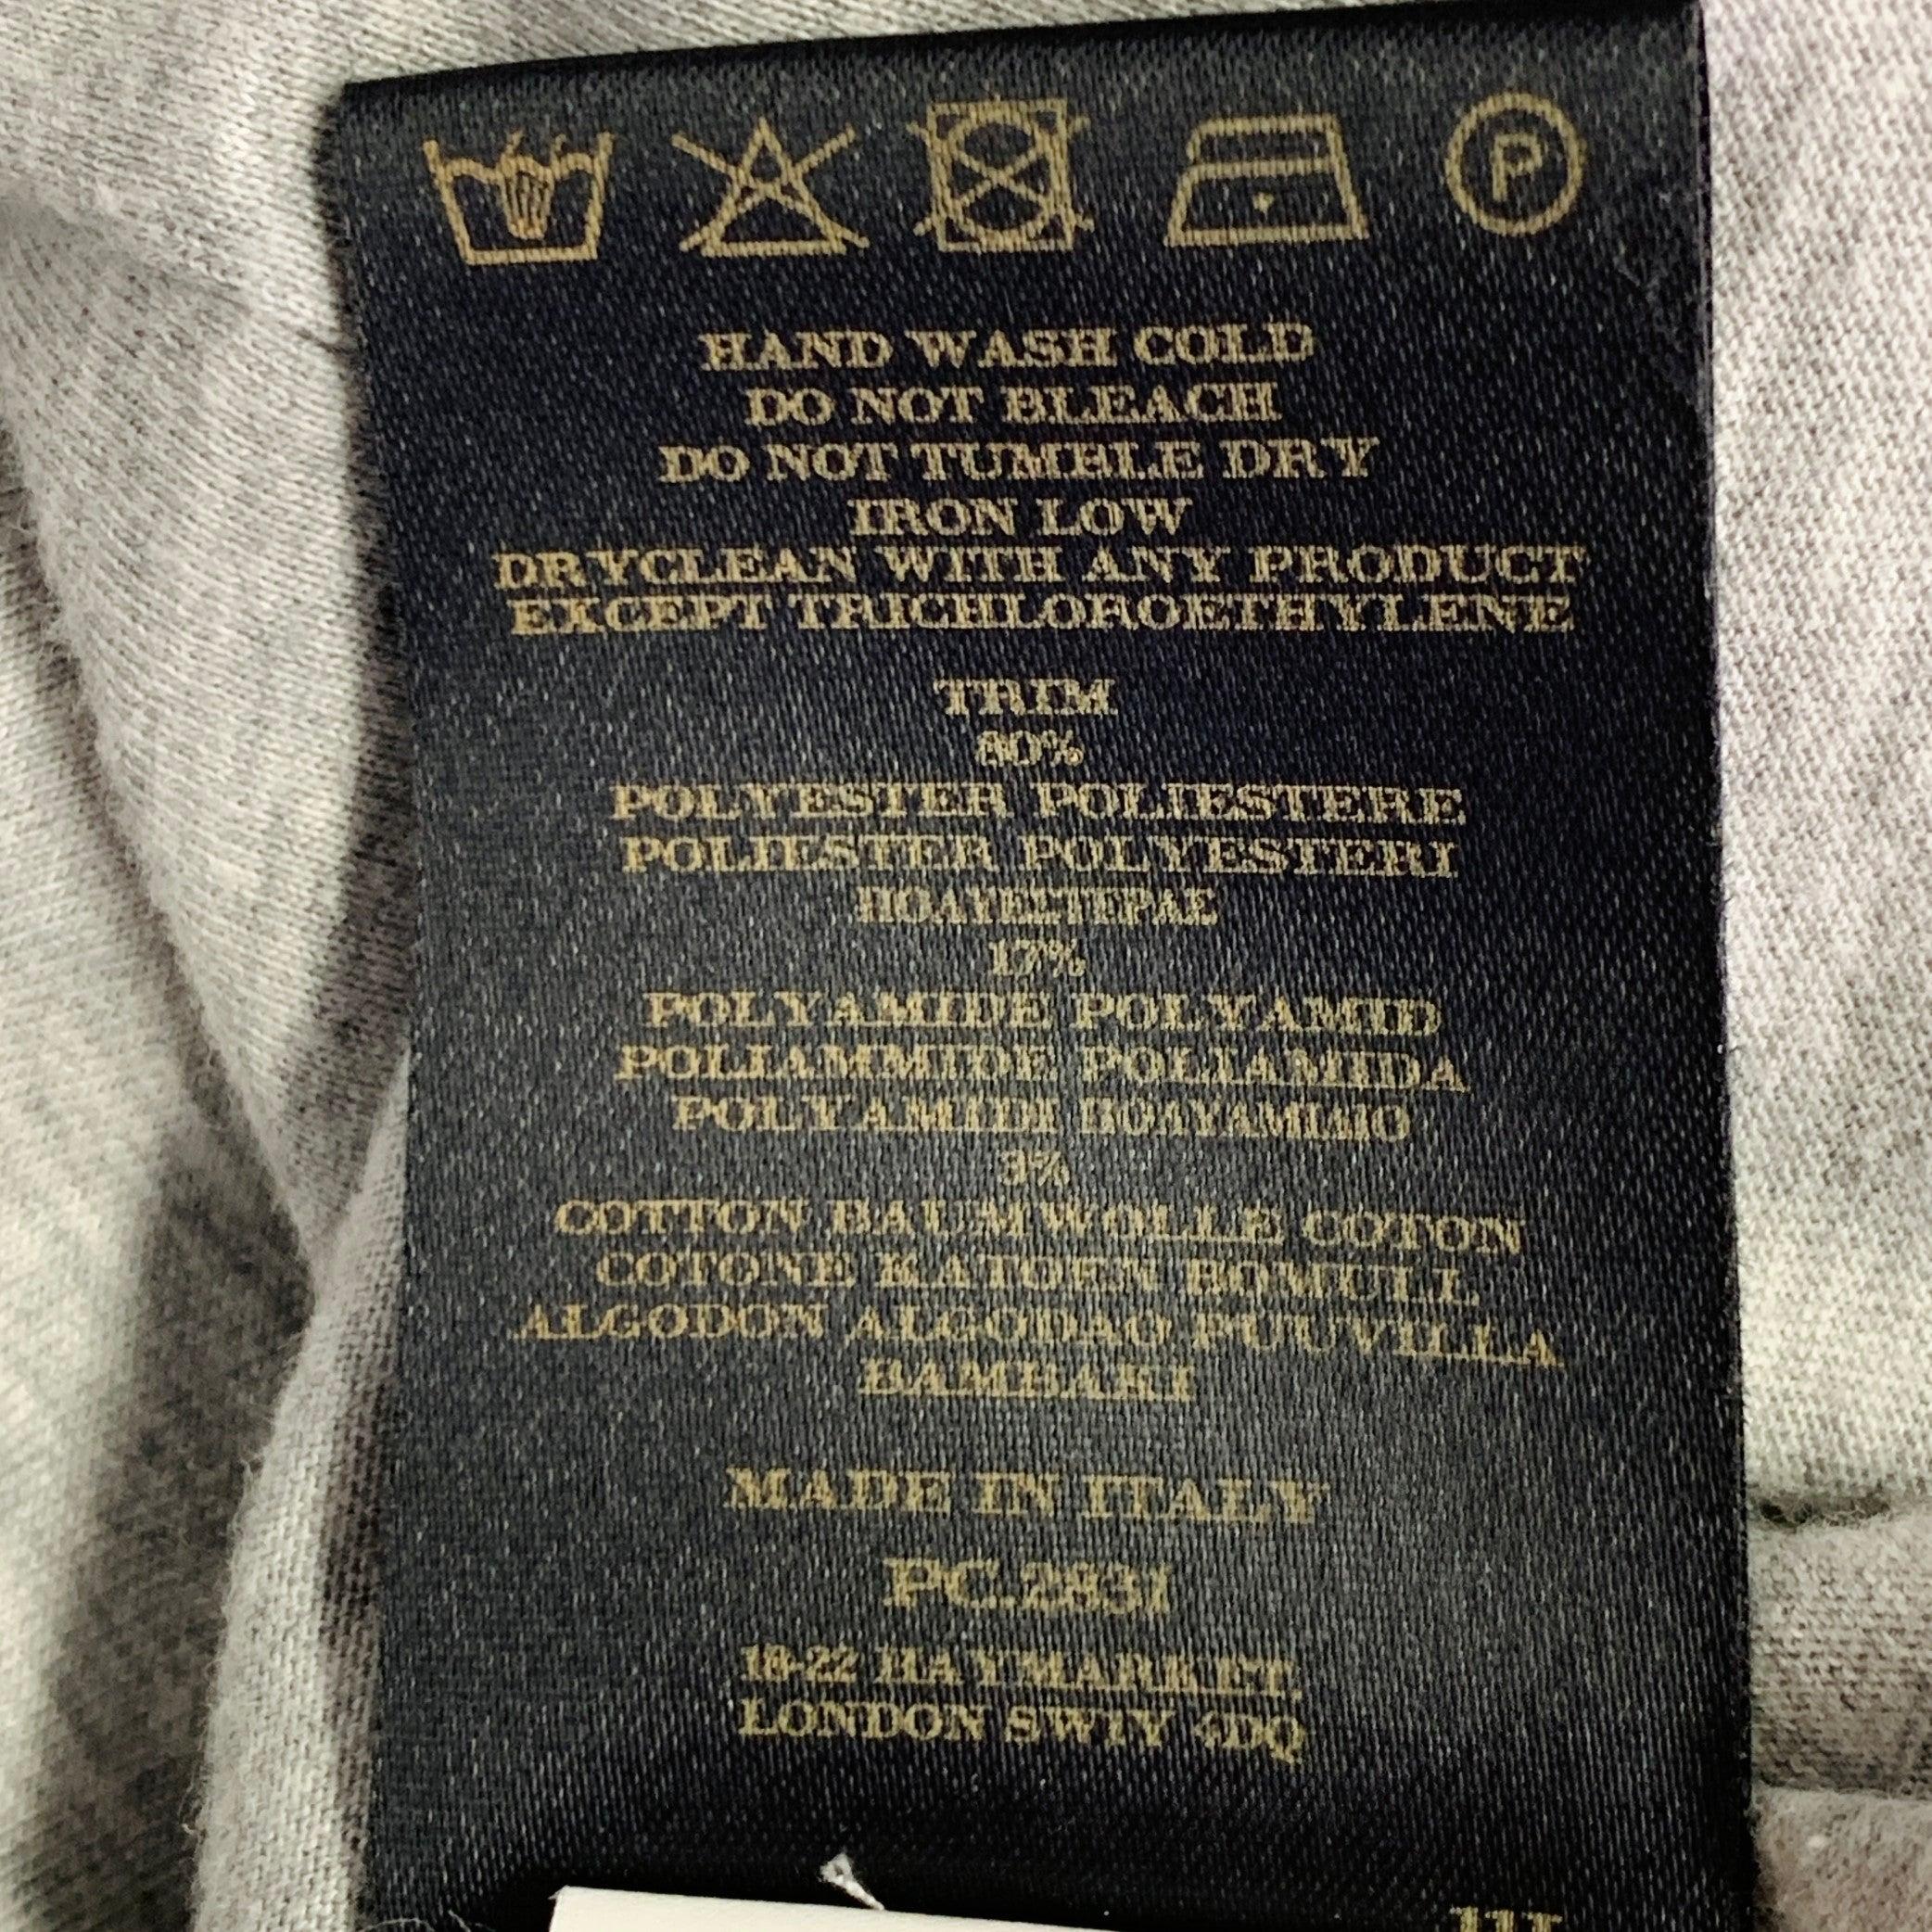 P
HAND WASH COLD
DO NOT BLEACH
DO NOT TUMBLE DRY
IRON LOW
DRYCLEAN WITH ANY PRODUCT
EXCEPT TRICHLOROETHYLENE
TRIM
80%
POLYESTER POLIESTERE
POLIESTER POLYESTERI
ΠΟΛΥΕΣΤΕΡΑΣ
17%
POLYAMIDE POLYAMID
POLIAMMIDE POLIAMIDA
POLYAMIDI ΠΟΛΥΑΜΙΔΙΟ
3%
COTTON BAUMWOLLE COTON
COTONE KATOEN BOMULL
ALGODON ALGODAO PUUVILLA
BAMBAKI
MADE IN ITALY
PC.2831
18-22 HAYMARKET,
LONDON SW1Y 4DQ